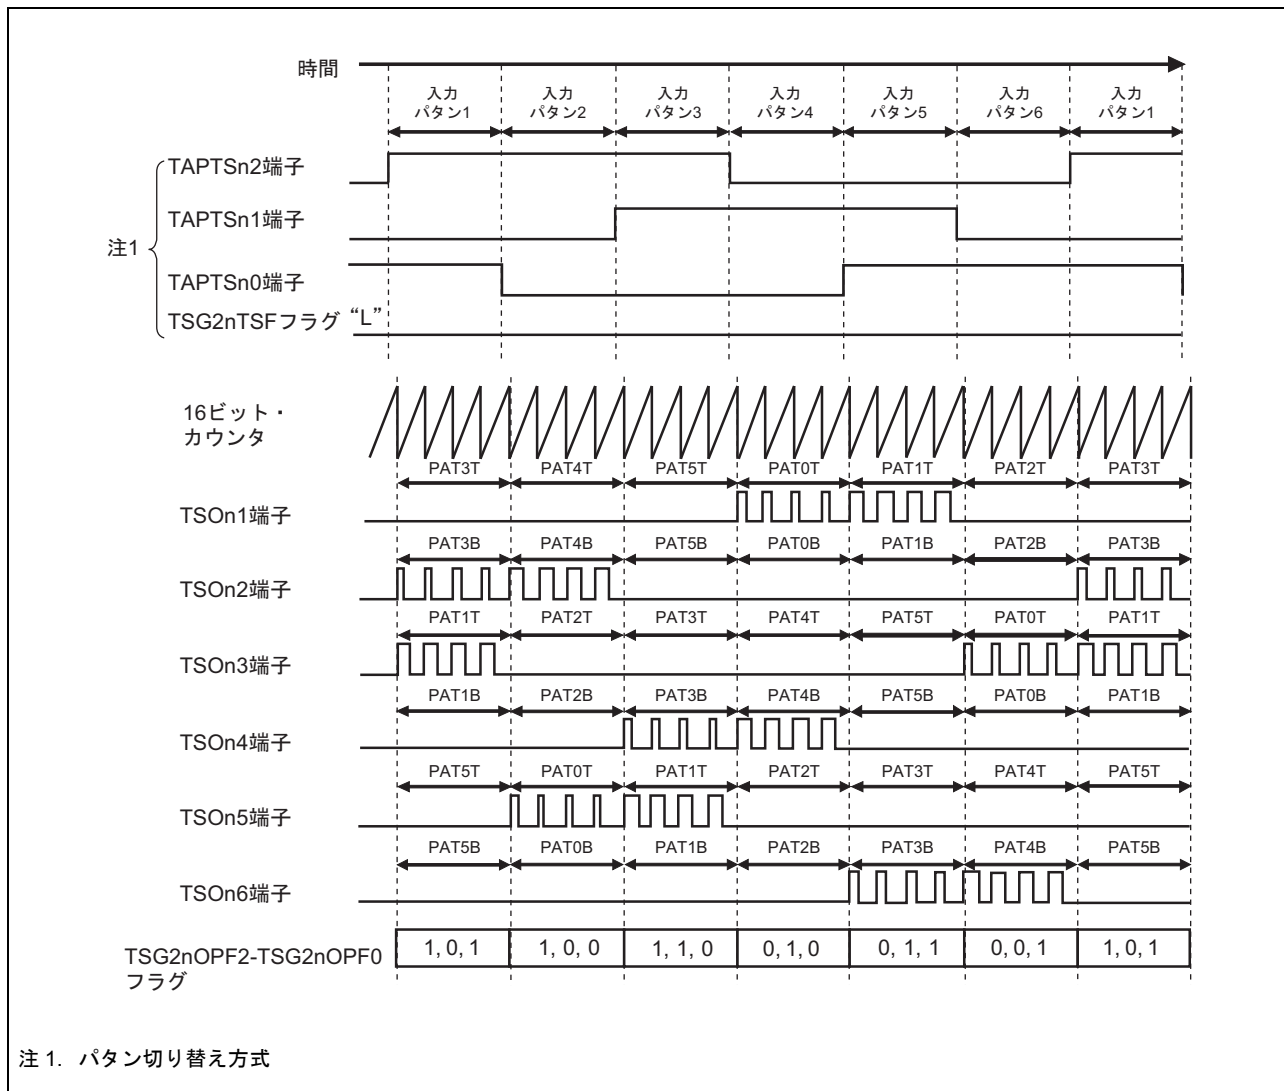 時間
入力 入力 入力 入力 入力 入力 入力
パタン1 パタン2 パタン3 パタン4 パタン5 パタン6 パタン1
TAPTSn2端子
TAPTSn1端子
注1
TAPTSn0端子
TSG2nTSFフラグ “L”
16ビット・
カウンタ
PAT3T PAT4T PAT5T PAT0T PAT1T PAT2T PAT3T
TSOn1端子
PAT3B PAT4B PAT5B PAT0B PAT1B PAT2B PAT3B
TSOn2端子
PAT1T PAT2T PAT3T PAT4T PAT5T PAT0T PAT1T
TSOn3端子
PAT1B PAT2B PAT3B PAT4B PAT5B PAT0B PAT1B
TSOn4端子
PAT5T PAT0T PAT1T PAT2T PAT3T PAT4T PAT5T
TSOn5端子
PAT5B PAT0B PAT1B PAT2B PAT3B PAT4B PAT5B
TSOn6端子
TSG2nOPF2-TSG2nOPF0 1, 0, 1 1, 0, 0 1, 1, 0 0, 1, 0 0, 1, 1 0, 0, 1 1, 0, 1
フラグ
注 1. パタン切り替え方式